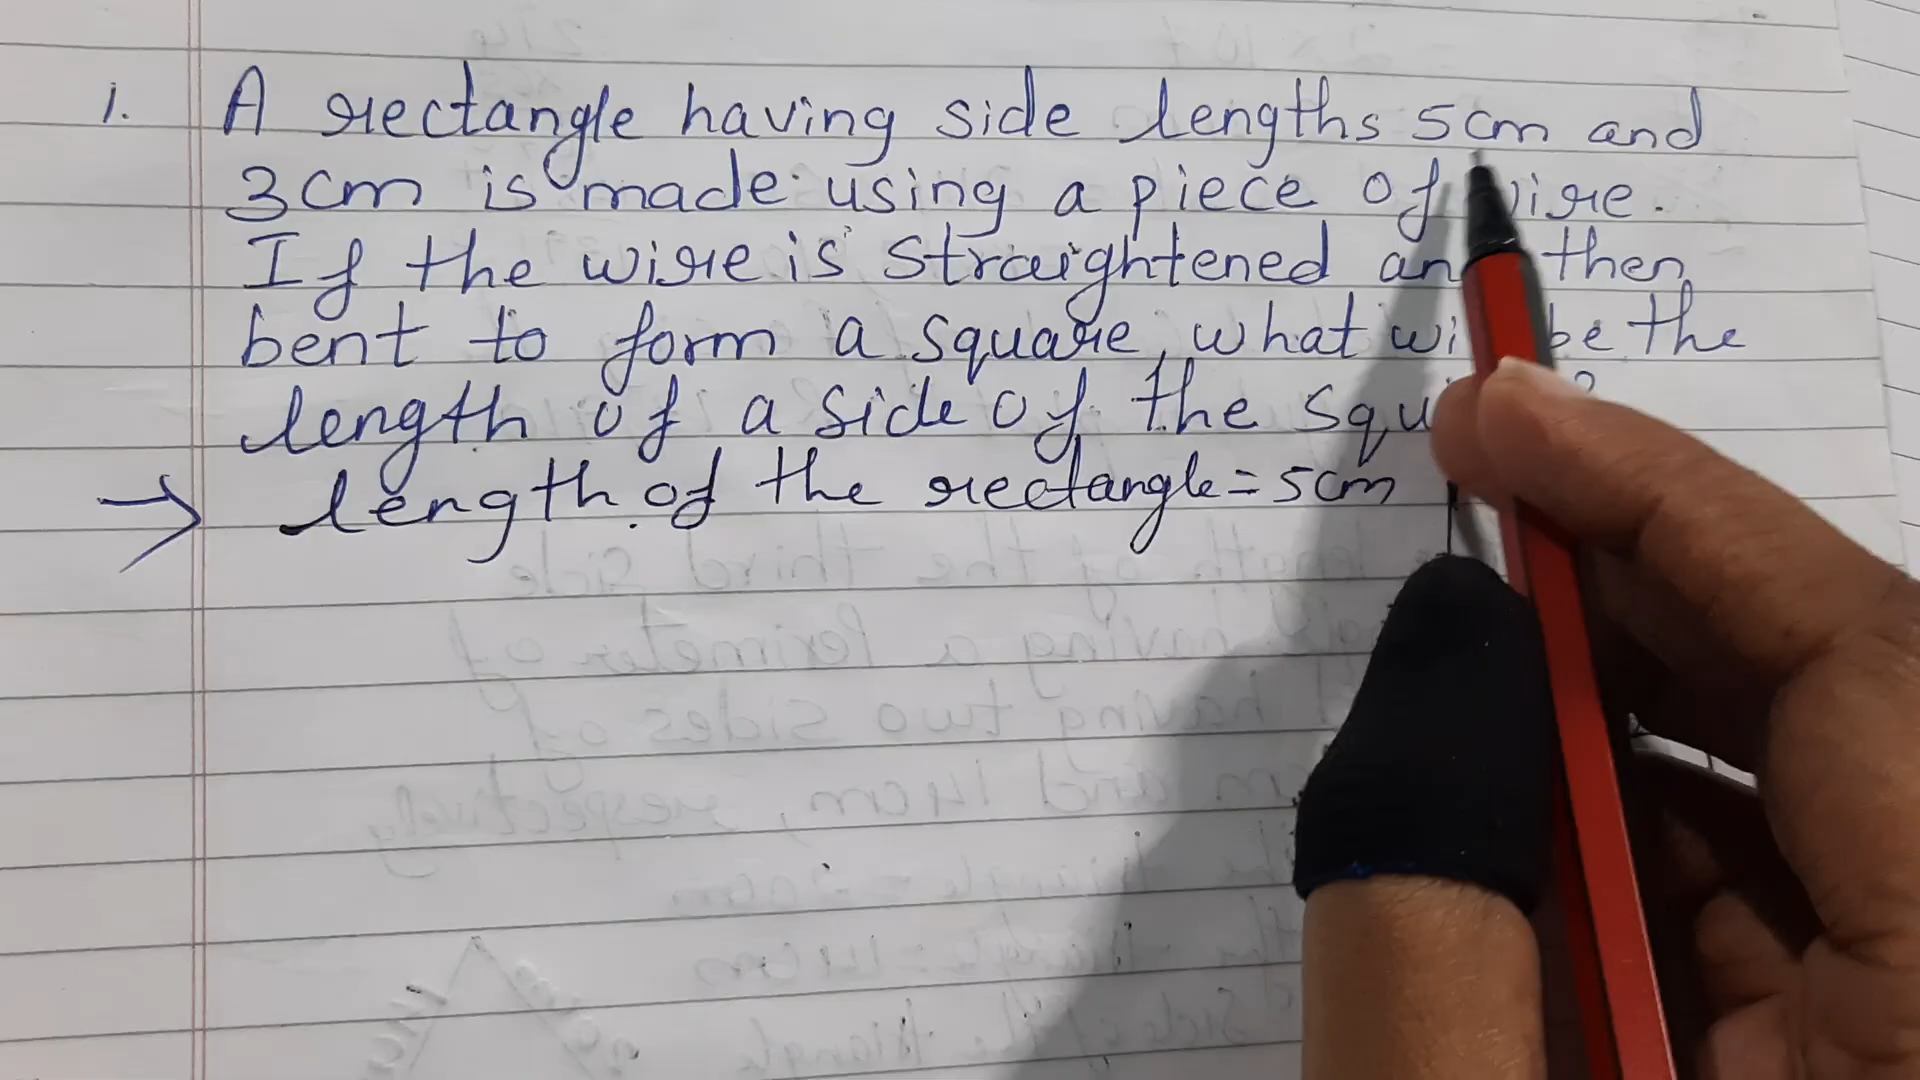 1. A rectangle having side lengths 5cm and
3cm is made using a piece of
If the wire is straightened then
bent to form a square, what be the
length of a side of the
→ length of the rectangle = 5cm